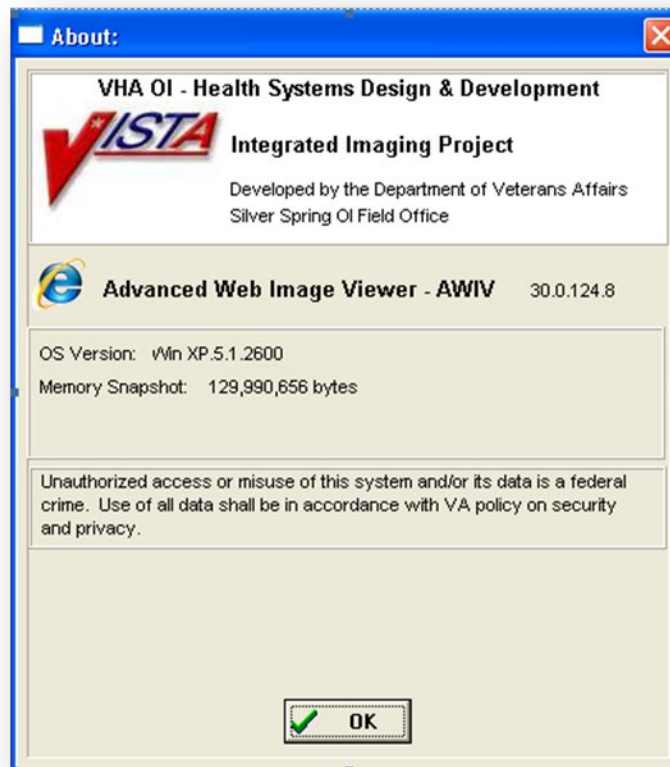 About:
VHA OI - Health Systems Design & Development
VISTA
Integrated Imaging Project
Developed by the Department of Veterans Affairs
Silver Spring OI Field Office
Advanced Web Image Viewer - AWIV 30.0.124.8
OS Version: Win XP.5.1.2600
Memory Snapshot: 129,990,656 bytes
Unauthorized access or misuse of this system and/or its data is a federal
crime. Use of all data shall be in accordance with VA policy on security
and privacy.
OK